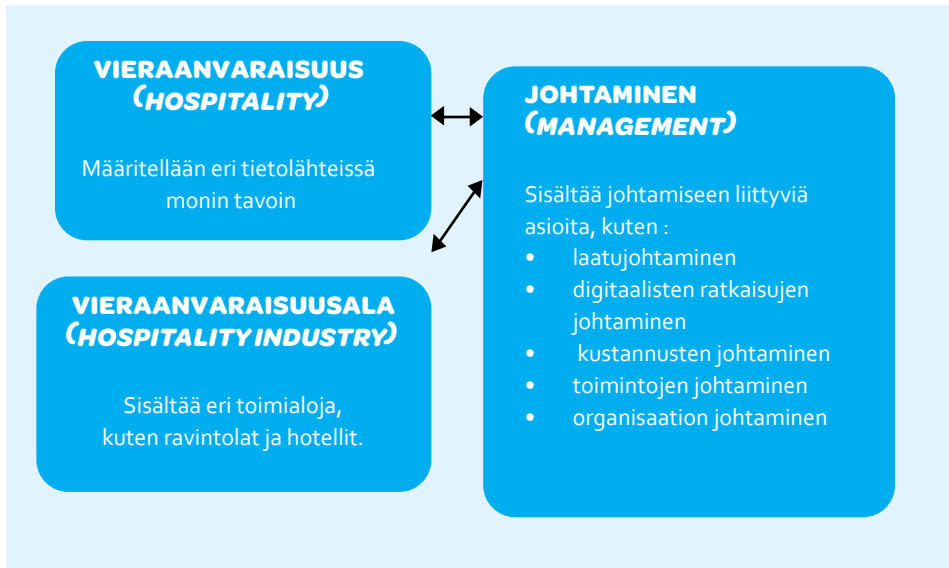 VIERAANVARAISUUS
(HOSPITALITY)
Määritellään eri tietolähteissä
monin tavoin
VIERAANVARAISUUSALA
(HOSPITALITY INDUSTRY)
Sisältää eri toimialoja,
kuten ravintolat ja hotellit.
JOHTAMINEN
(MANAGEMENT)
Sisältää johtamiseen liittyviä
asioita, kuten :
• laatujohtaminen
• digitaalisten ratkaisujen
johtaminen
• kustannusten johtaminen
• toimintojen johtaminen
• organisaation johtaminen